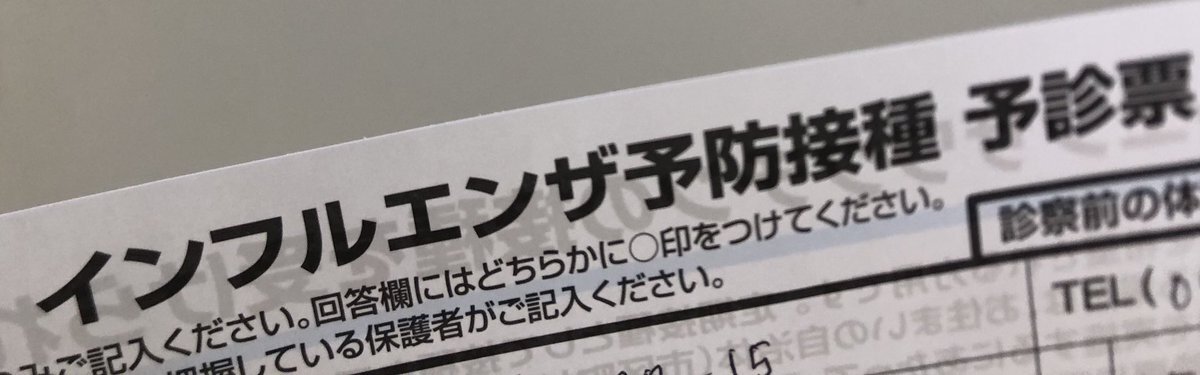 インフルエンザ予防接種 予診票
ご記入ください。回答欄にはどちらかに○印をつけてください。
把握している保護者がご記入ください。
診察前の体
TEL(0
15